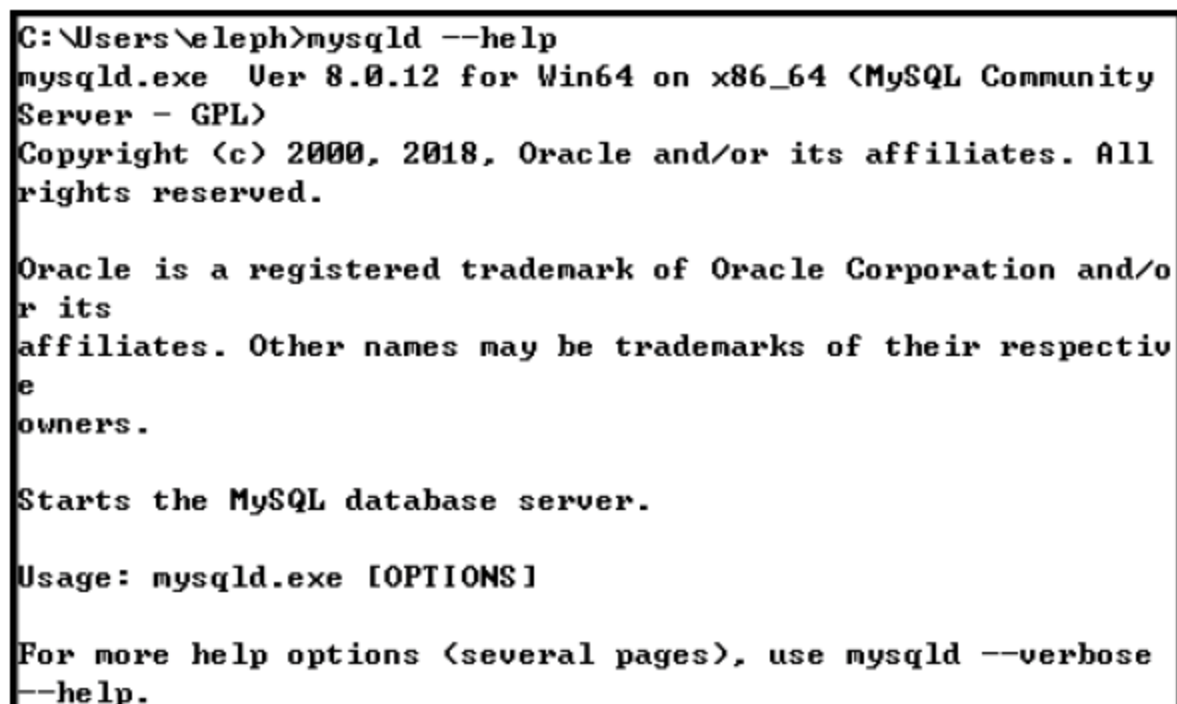 C:\Users\eleph>mysqld --help
mysqld.exe  Ver 8.0.12 for Win64 on x86_64 (MySQL Community
Server - GPL)
Copyright (c) 2000, 2018, Oracle and/or its affiliates. All
rights reserved.
Oracle is a registered trademark of Oracle Corporation and/o
r its
affiliates. Other names may be trademarks of their respectiv
e
owners.
Starts the MySQL database server.
Usage: mysqld.exe [OPTIONS]
For more help options (several pages), use mysqld --verbose
--help.